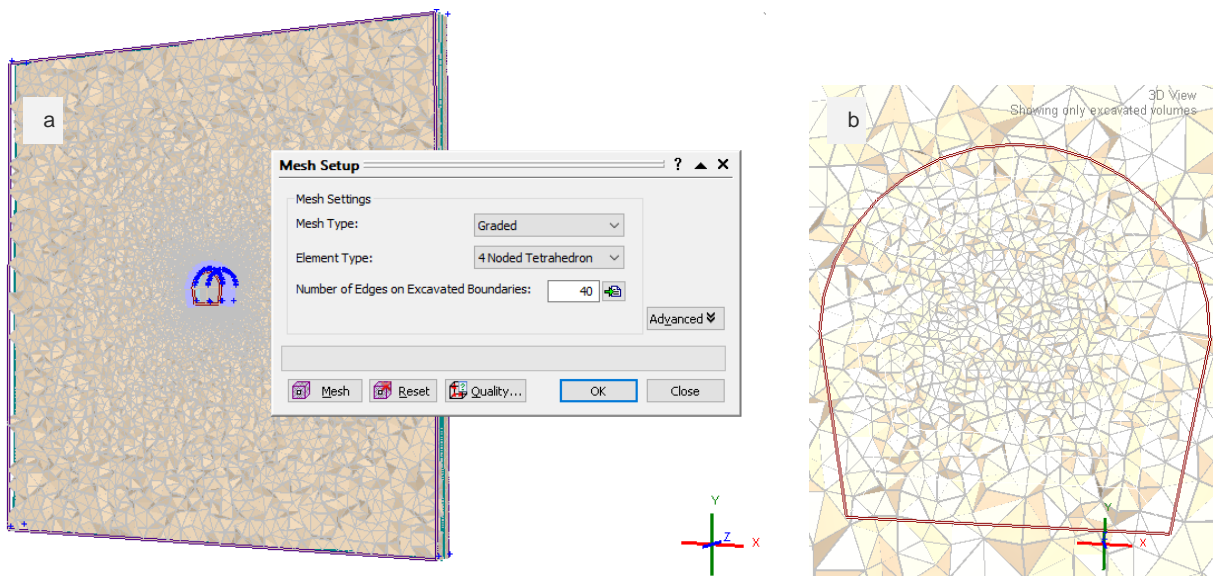 a
Mesh Setup
Mesh Settings
Mesh Type:
Graded
Element Type:
4 Noded Tetrahedron
Number of Edges on Excavated Boundaries:
40
Advanced
Mesh
Reset
Quality...
OK
Close
Y
Z
X
b
3D View
Showing only excavated volumes
Y
Z
X